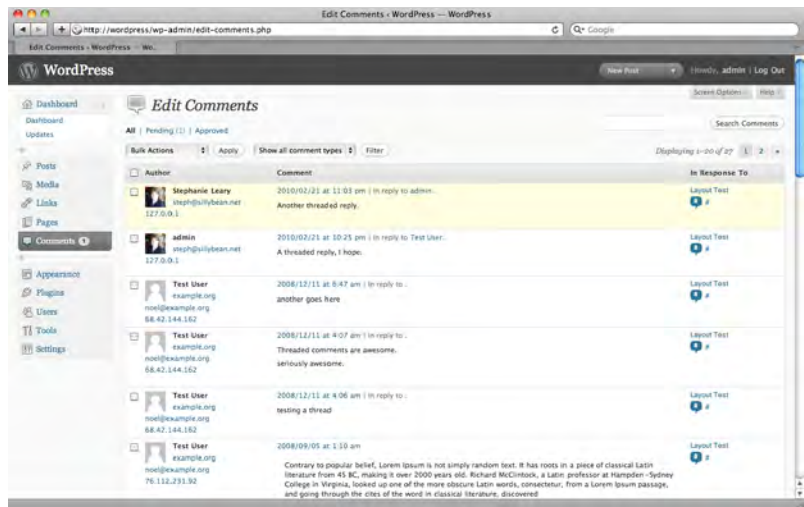 Edit Comments ‹ WordPress — WordPress
http://wordpress/wp-admin/edit-comments.php
Google
Edit Comments ‹ WordPress — Wo...
WordPress
New Post
Howdy, admin | Log Out
Screen Options
Help
Dashboard
Dashboard
Updates
Posts
Media
Links
Pages
Comments 1
Appearance
Plugins
Users
Tools
Settings
Edit Comments
All | Pending (1) | Approved
Search Comments
Bulk Actions
Apply
Show all comment types
Filter
Displaying 1–20 of 27 1 2 »
Author Comment In Response To
Stephanie Leary
steph@sillybean.net
127.0.0.1
2010/02/21 at 11:03 pm | In reply to admin.
Another threaded reply.
Layout Test
#
admin
steph@sillybean.net
127.0.0.1
2010/02/21 at 10:25 pm | In reply to Test User.
A threaded reply, I hope.
Layout Test
#
Test User
example.org
noel@example.org
68.42.144.162
2008/12/11 at 8:47 am | In reply to .
another goes here
Layout Test
#
Test User
example.org
noel@example.org
68.42.144.162
2008/12/11 at 4:07 am | In reply to .
Threaded comments are awesome.
seriously awesome.
Layout Test
#
Test User
example.org
noel@example.org
68.42.144.162
2008/12/11 at 4:06 am | In reply to .
testing a thread
Layout Test
#
Test User
example.org
noel@example.org
76.112.231.92
2008/09/05 at 1:10 am
Contrary to popular belief, Lorem Ipsum is not simply random text. It has roots in a piece of classical Latin
literature from 45 BC, making it over 2000 years old. Richard McClintock, a Latin professor at Hampden-Sydney
College in Virginia, looked up one of the more obscure Latin words, consectetur, from a Lorem Ipsum passage,
and going through the cites of the word in classical literature, discovered
Layout Test
#